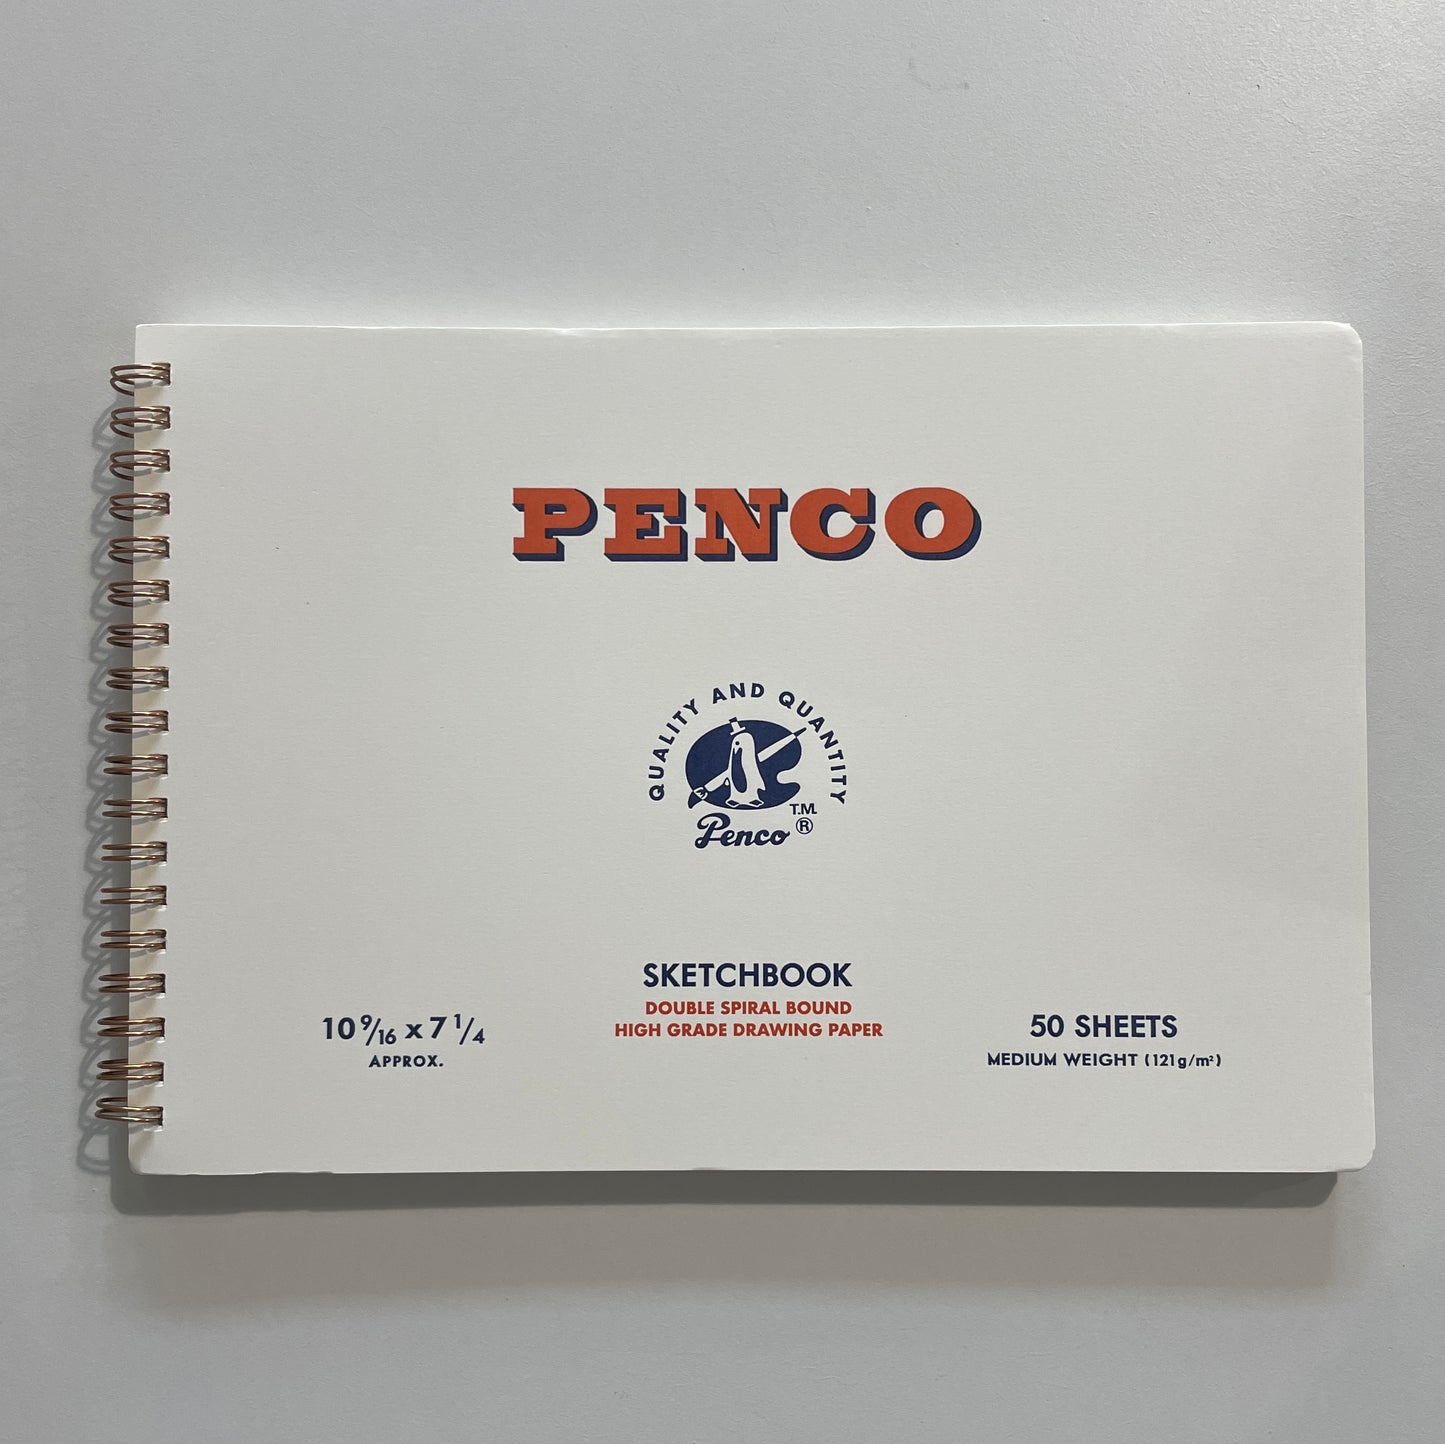 PENCO
QUALITY AND QUANTITY
T.M.
Penco ®
SKETCHBOOK
DOUBLE SPIRAL BOUND
HIGH GRADE DRAWING PAPER
10 9/16 x 7 1/4
APPROX.
50 SHEETS
MEDIUM WEIGHT (121g/m²)